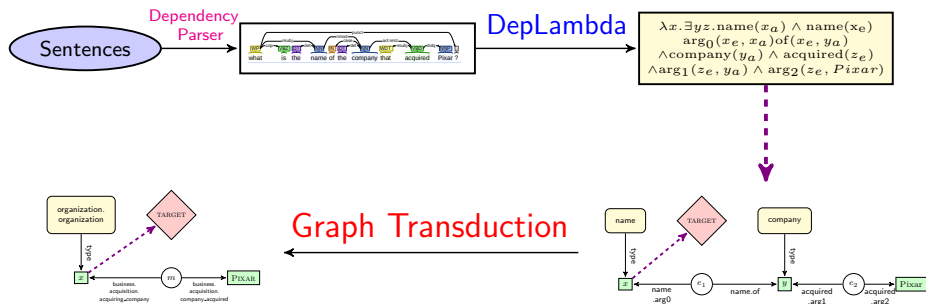 Sentences
Dependency
Parser
what is the name of the company that acquired Pixar ?
DepLambda
λx.∃yz.name(x_a) ∧ name(x_e)
arg_0(x_e, x_a)of(x_e, y_a)
∧company(y_a) ∧ acquired(z_e)
∧arg_1(z_e, y_a) ∧ arg_2(z_e, Pixar)
organization.
organization
TARGET
type
x
m
PIXAR
business.
acquisition.
acquiring_company
business.
acquisition.
company_acquired
Graph Transduction
name
TARGET
company
type
type
x
e_1
y
e_2
Pixar
name
.arg0
name.of
acquired
.arg1
acquired
.arg2